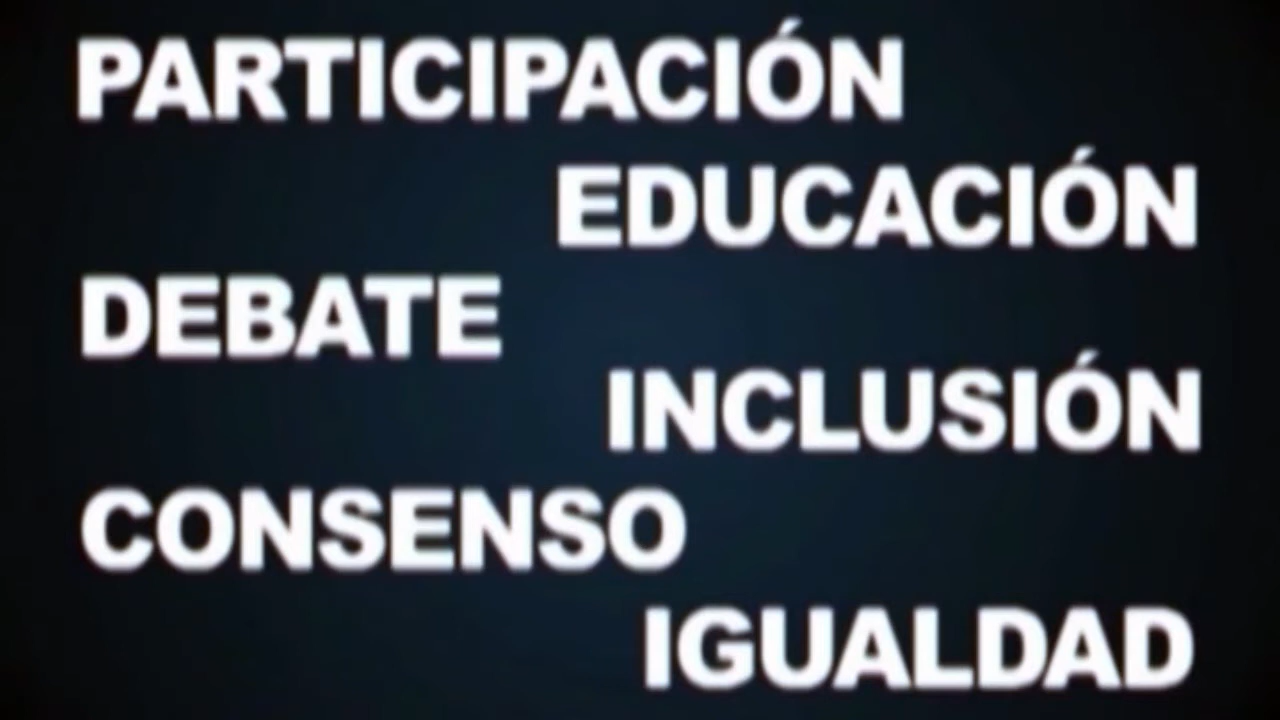 PARTICIPACIÓN
EDUCACIÓN
DEBATE
INCLUSIÓN
CONSENSO
IGUALDAD